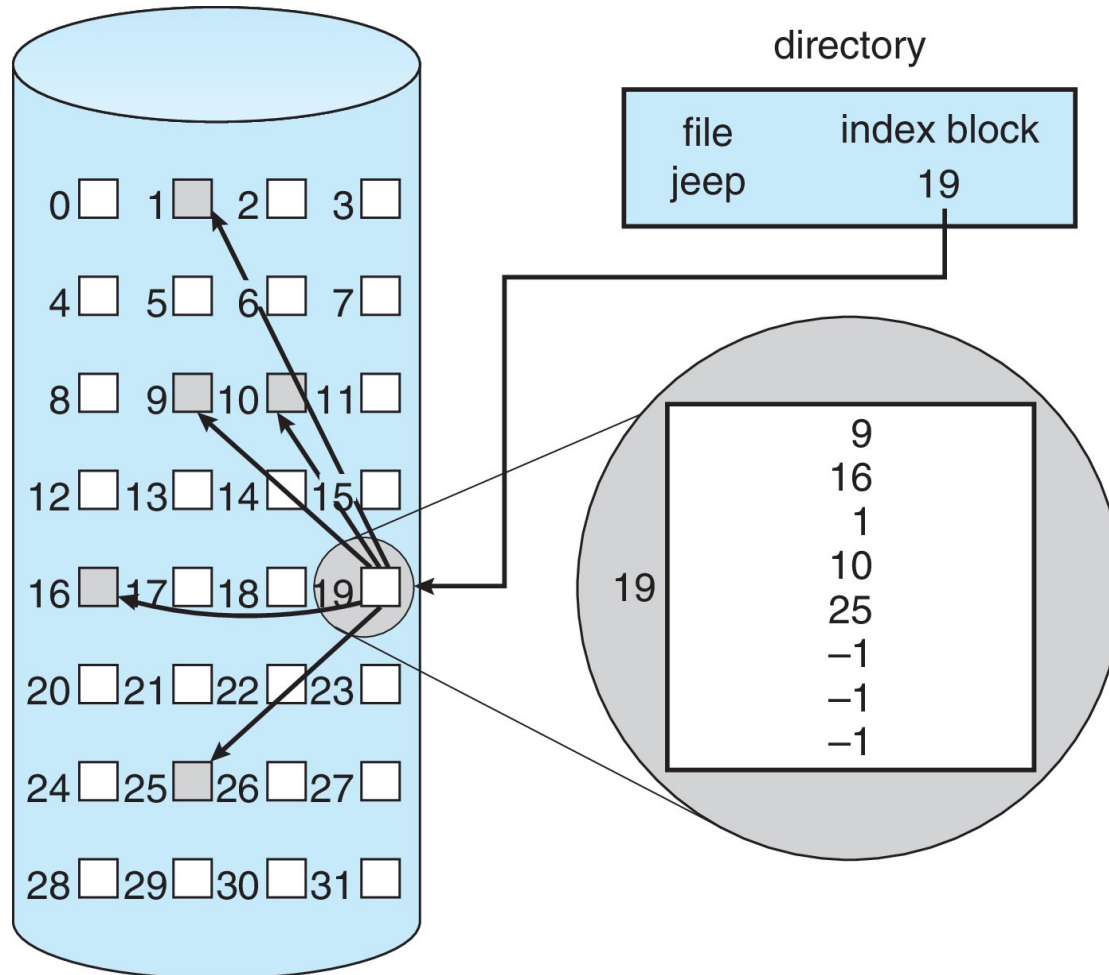 directory
file index block
jeep 19
0 1 2 3
4 5 6 7
8 9 10 11
12 13 14 15
16 17 18 19
20 21 22 23
24 25 26 27
28 29 30 31
19
9
16
1
10
25
–1
–1
–1